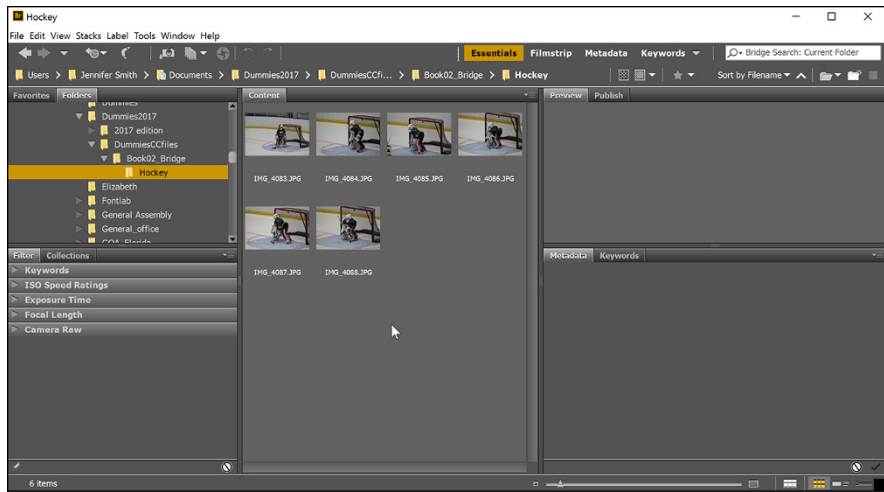 Br Hockey
File Edit View Stacks Label Tools Window Help
Essentials Filmstrip Metadata Keywords Bridge Search: Current Folder
Users > Jennifer Smith > Documents > Dummies2017 > DummiesCCfi... > Book02_Bridge > Hockey Sort by Filename
Favorites Folders
Dummies
Dummies2017
2017 edition
DummiesCCfiles
Book02_Bridge
Hockey
Elizabeth
Fontlab
General Assembly
General_office
GOA_Florida
Filter Collections
Keywords
ISO Speed Ratings
Exposure Time
Focal Length
Camera Raw
Content
IMG_4083.JPG IMG_4084.JPG IMG_4085.JPG IMG_4086.JPG
IMG_4087.JPG IMG_4088.JPG
Preview Publish
Metadata Keywords
6 items